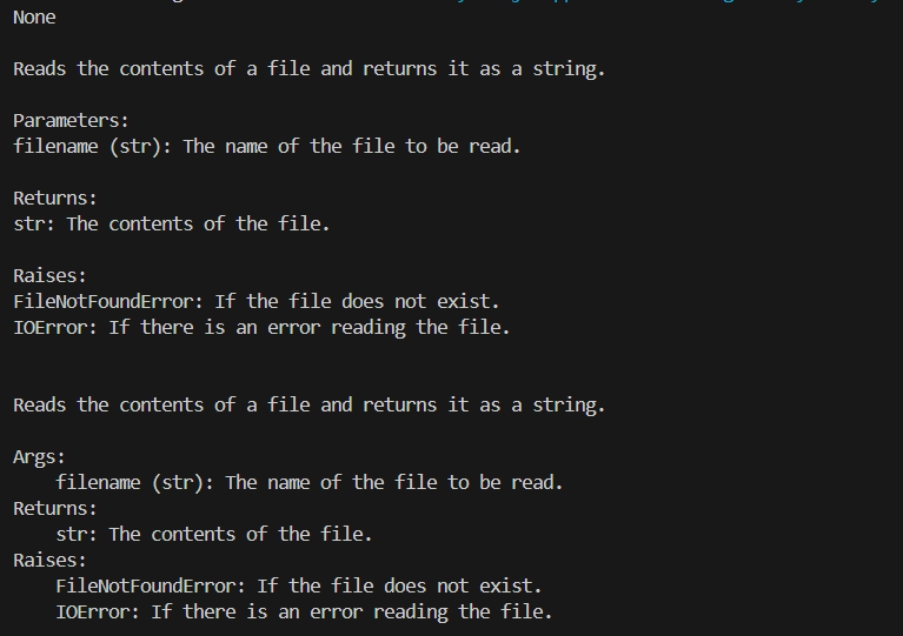 None
Reads the contents of a file and returns it as a string.
Parameters:
filename (str): The name of the file to be read.
Returns:
str: The contents of the file.
Raises:
FileNotFoundError: If the file does not exist.
IOError: If there is an error reading the file.
Reads the contents of a file and returns it as a string.
Args:
    filename (str): The name of the file to be read.
Returns:
    str: The contents of the file.
Raises:
    FileNotFoundError: If the file does not exist.
    IOError: If there is an error reading the file.